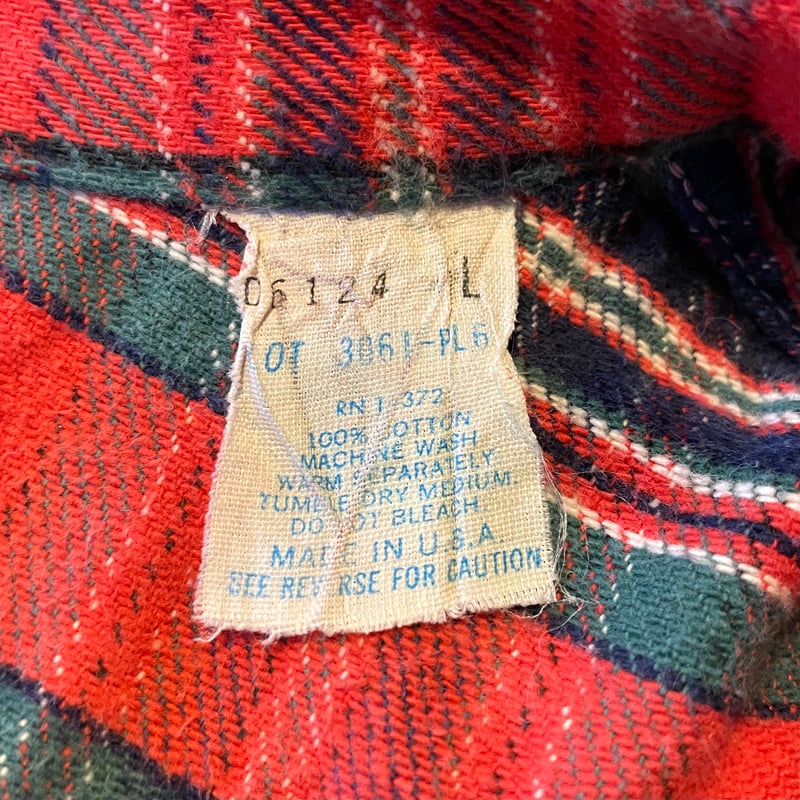 06124 L
OT 3061-PL6
RN 1 372
100% COTTON
MACHINE WASH
WARM SEPARATELY
TUMBLE DRY MEDIUM.
DO NOT BLEACH
MADE IN U.S.A.
SEE REVERSE FOR CAUTION